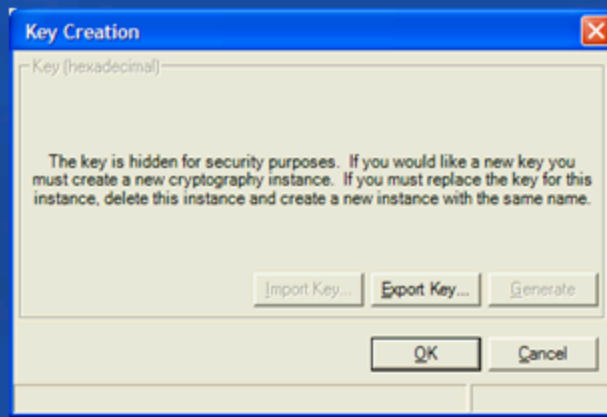 Key Creation
Key (hexadecimal)
The key is hidden for security purposes. If you would like a new key you
must create a new cryptography instance. If you must replace the key for this
instance, delete this instance and create a new instance with the same name.
Import Key... Export Key... Generate
OK Cancel